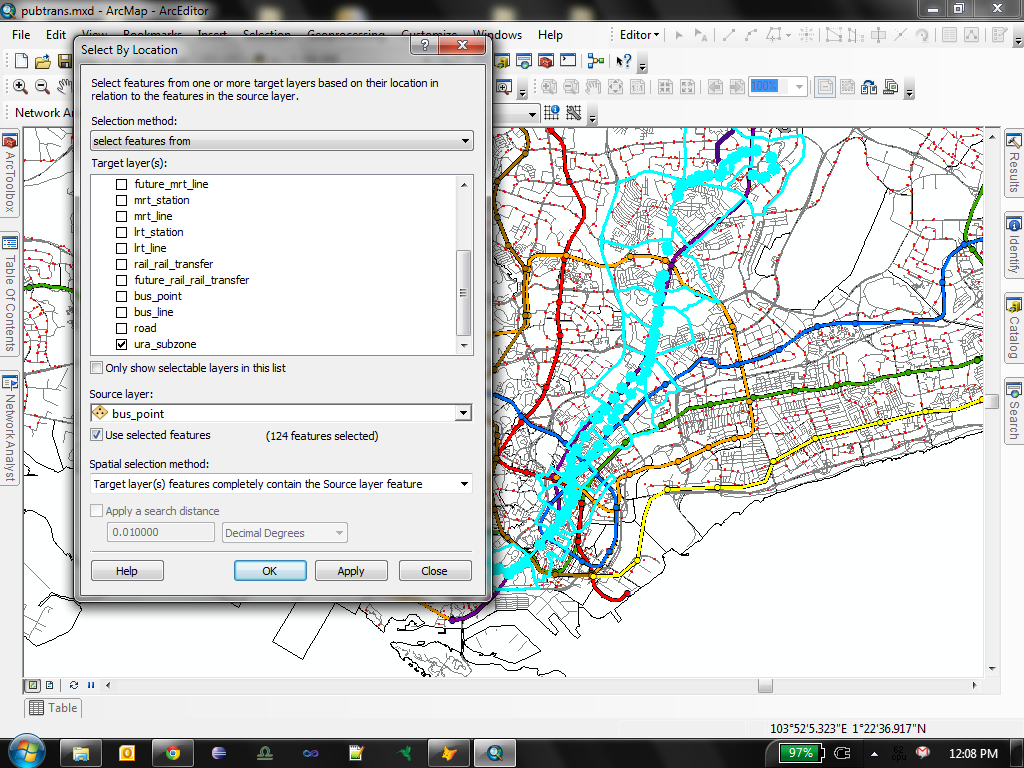 pubtrans.mxd - ArcMap - ArcEditor
File Edit View Bookmarks Insert Selection Geoprocessing Customize Windows Help
Editor
Select By Location
Select features from one or more target layers based on their location in
relation to the features in the source layer.
100%
Network An
Selection method:
select features from
Target layer(s):
future_mrt_line
mrt_station
mrt_line
lrt_station
lrt_line
rail_rail_transfer
future_rail_rail_transfer
bus_point
bus_line
road
ura_subzone
Only show selectable layers in this list
Source layer:
bus_point
Use selected features (124 features selected)
Spatial selection method:
Target layer(s) features completely contain the Source layer feature
Apply a search distance
0.010000 Decimal Degrees
Help OK Apply Close
ArcToolbox
Table Of Contents
Network Analyst
Results
Identify
Catalog
Search
Table
103°52'5.323"E 1°22'36.917"N
97%
62
cpu
12:08 PM